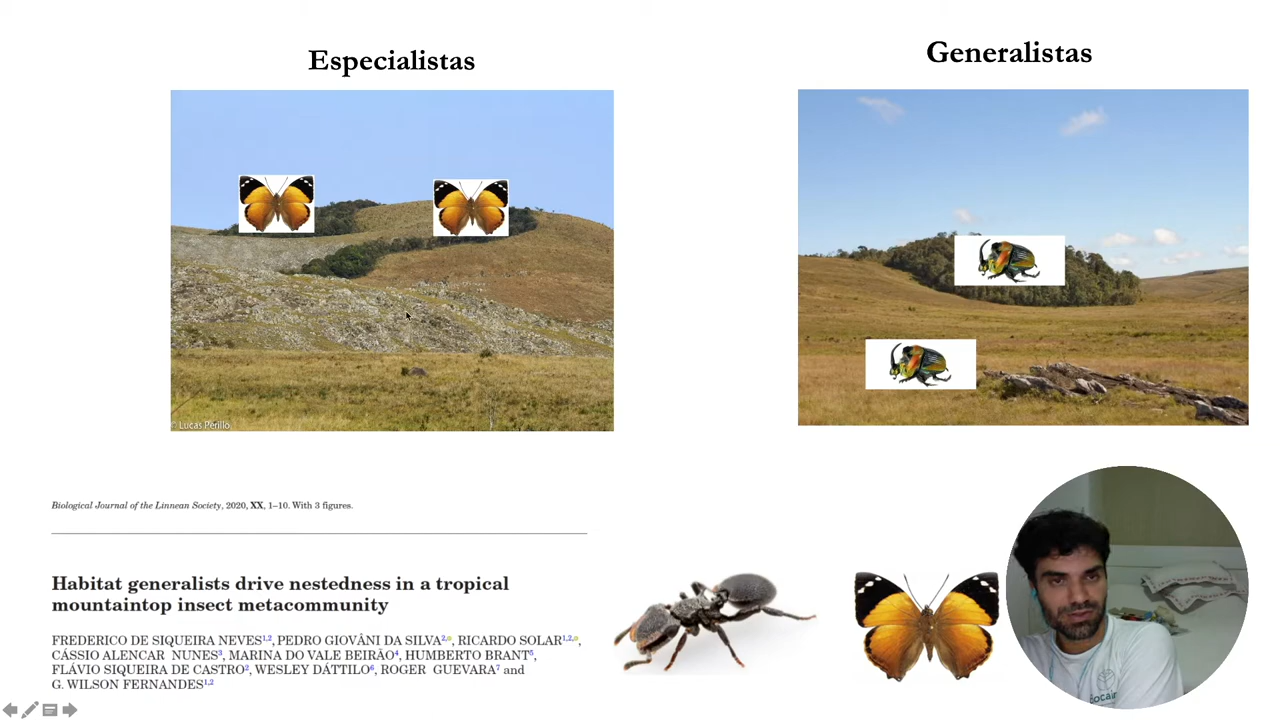 Especialistas
Generalistas
© Lucas Perillo
Biological Journal of the Linnean Society, 2020, XX, 1–10. With 3 figures.
Habitat generalists drive nestedness in a tropical
mountaintop insect metacommunity
FREDERICO DE SIQUEIRA NEVES1,2, PEDRO GIOVÂNI DA SILVA2, RICARDO SOLAR1,2,
CÁSSIO ALENCAR NUNES3, MARINA DO VALE BEIRÃO4, HUMBERTO BRANT5,
FLÁVIO SIQUEIRA DE CASTRO2, WESLEY DÁTTILO6, ROGER GUEVARA7 and
G. WILSON FERNANDES1,2